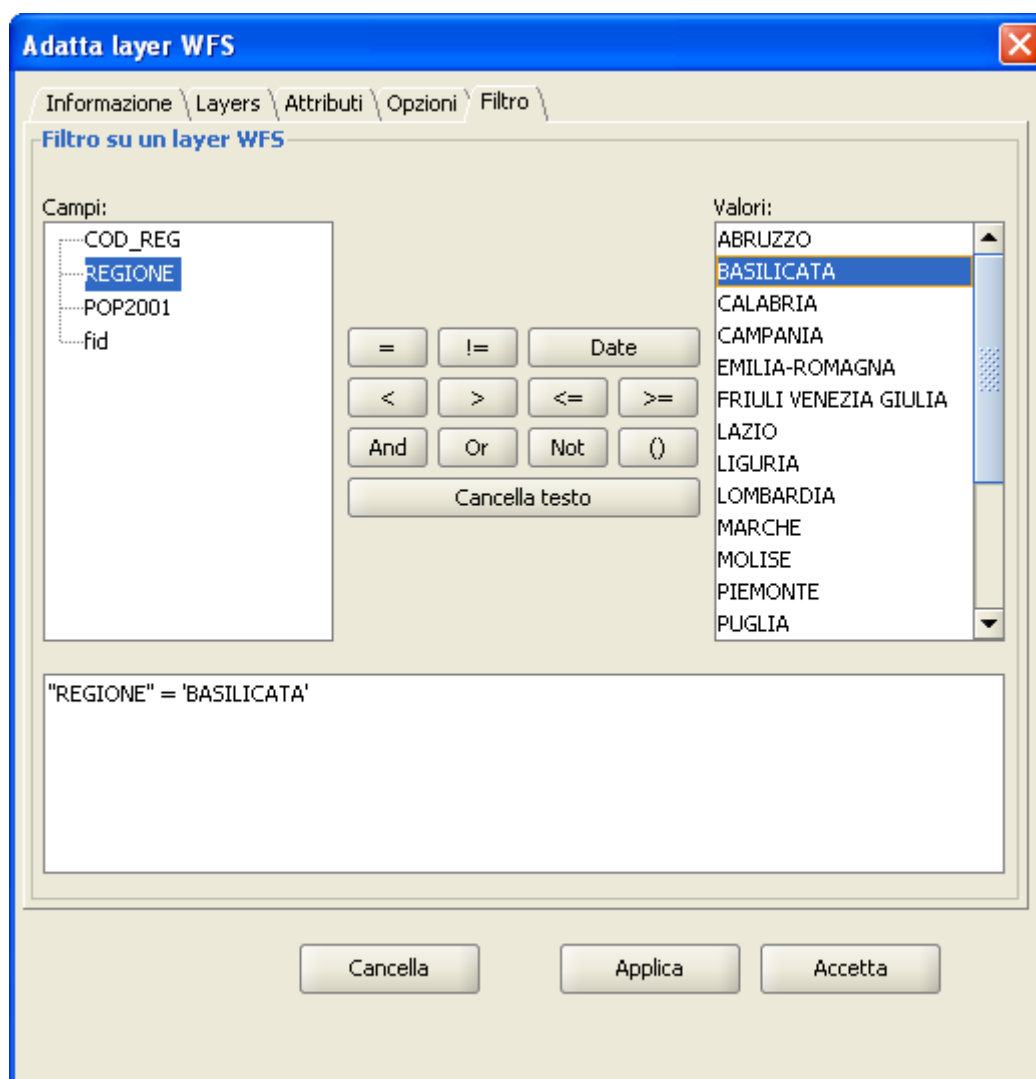 Adatta layer WFS
Informazione Layers Attributi Opzioni Filtro
Filtro su un layer WFS
Campi:
COD_REG
REGIONE
POP2001
fid
= != Date
< > <= >=
And Or Not ()
Cancella testo
Valori:
ABRUZZO
BASILICATA
CALABRIA
CAMPANIA
EMILIA-ROMAGNA
FRIULI VENEZIA GIULIA
LAZIO
LIGURIA
LOMBARDIA
MARCHE
MOLISE
PIEMONTE
PUGLIA
"REGIONE" = 'BASILICATA'
Cancella Applica Accetta